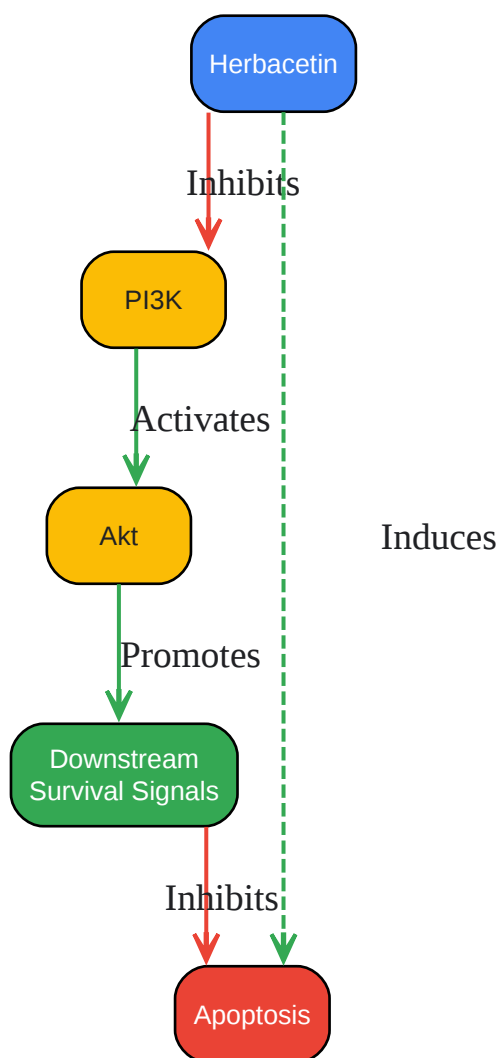 Herbacetin
Inhibits
PI3K
Activates
Akt
Induces
Promotes
Downstream
Survival Signals
Inhibits
Apoptosis